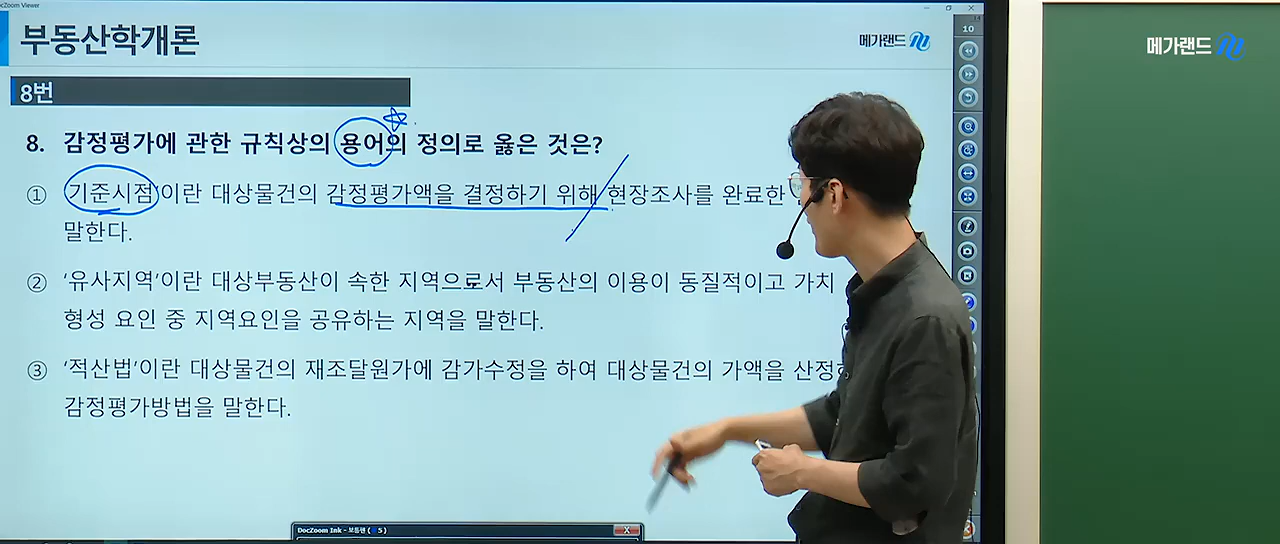 DocZoom Viewer
부동산학개론
메가랜드
메가랜드
10
8번
8. 감정평가에 관한 규칙상의 용어의 정의로 옳은 것은?
① 기준시점'이란 대상물건의 감정평가액을 결정하기 위해 현장조사를 완료한
말한다.
② ‘유사지역’이란 대상부동산이 속한 지역으로서 부동산의 이용이 동질적이고 가치
형성 요인 중 지역요인을 공유하는 지역을 말한다.
③ ‘적산법’이란 대상물건의 재조달원가에 감가수정을 하여 대상물건의 가액을 산정
감정평가방법을 말한다.
DocZoom Ink - 보통펜 ( 5 )